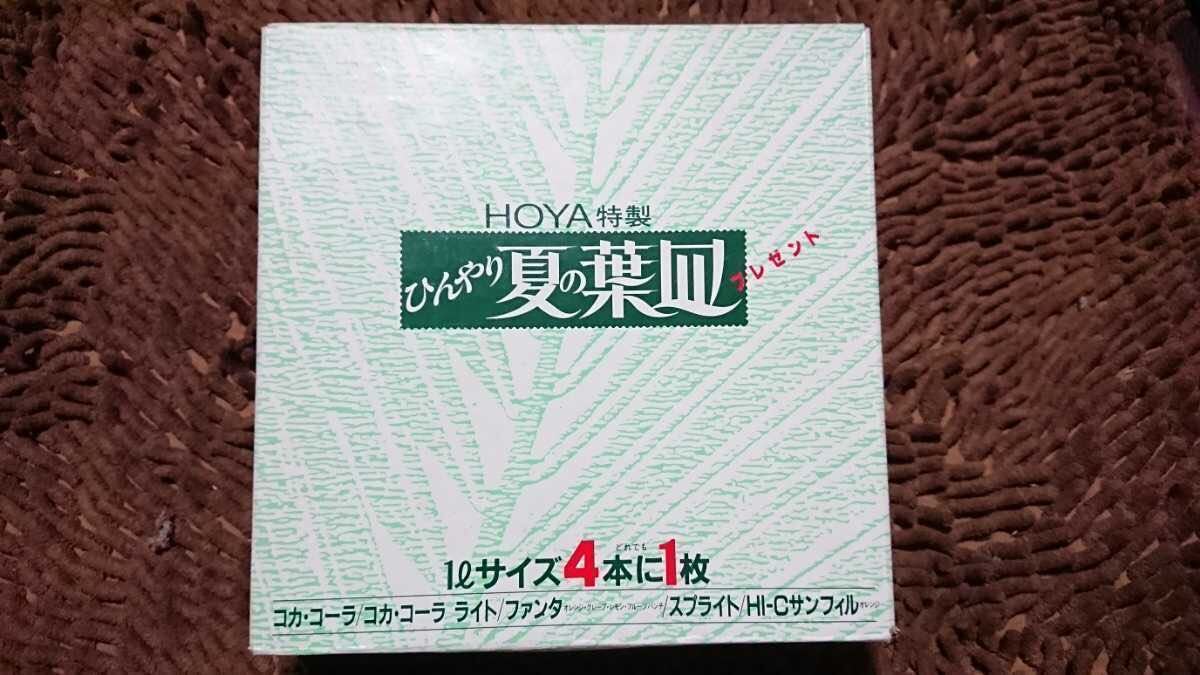 HOYA特製
ひんやり夏の葉皿
プレゼント
どれでも
1ℓサイズ4本に1枚
コカ・コーラ/コカ・コーラ ライト/ファンタオレンジ・グレープ・レモン・フルーツパンチ/スプライト/HI-Cサンフィルオレンジ